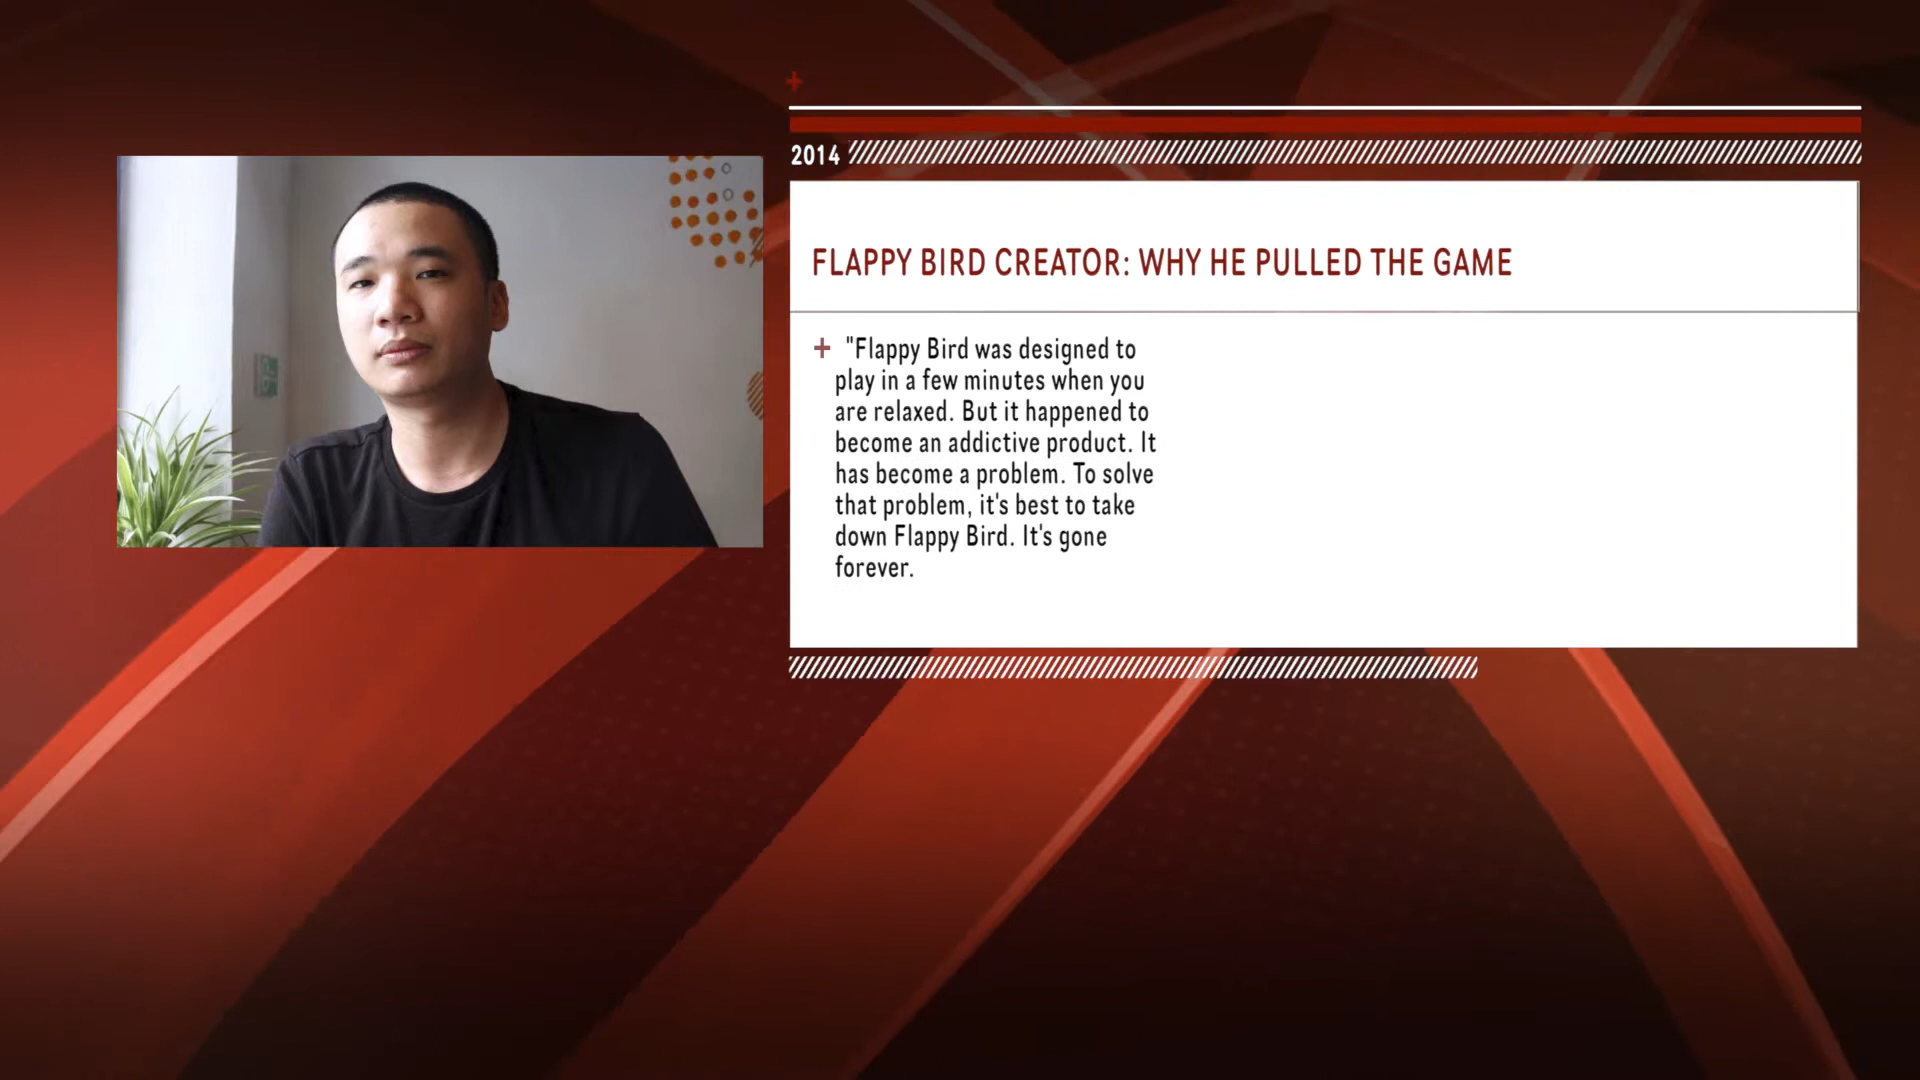 2014
FLAPPY BIRD CREATOR: WHY HE PULLED THE GAME
"Flappy Bird was designed to
play in a few minutes when you
are relaxed. But it happened to
become an addictive product. It
has become a problem. To solve
that problem, it's best to take
down Flappy Bird. It's gone
forever.